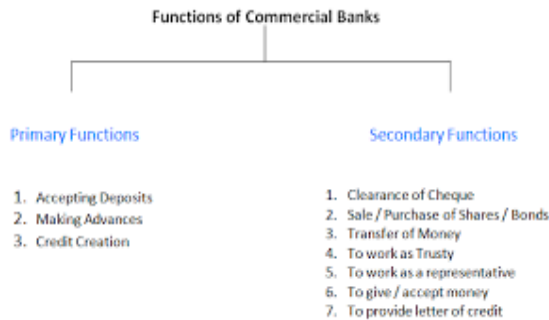 Functions of Commercial Banks
Primary Functions
1. Accepting Deposits
2. Making Advances
3. Credit Creation
Secondary Functions
1. Clearance of Cheque
2. Sale / Purchase of Shares / Bonds
3. Transfer of Money
4. To work as Trusty
5. To work as a representative
6. To give / accept money
7. To provide letter of credit